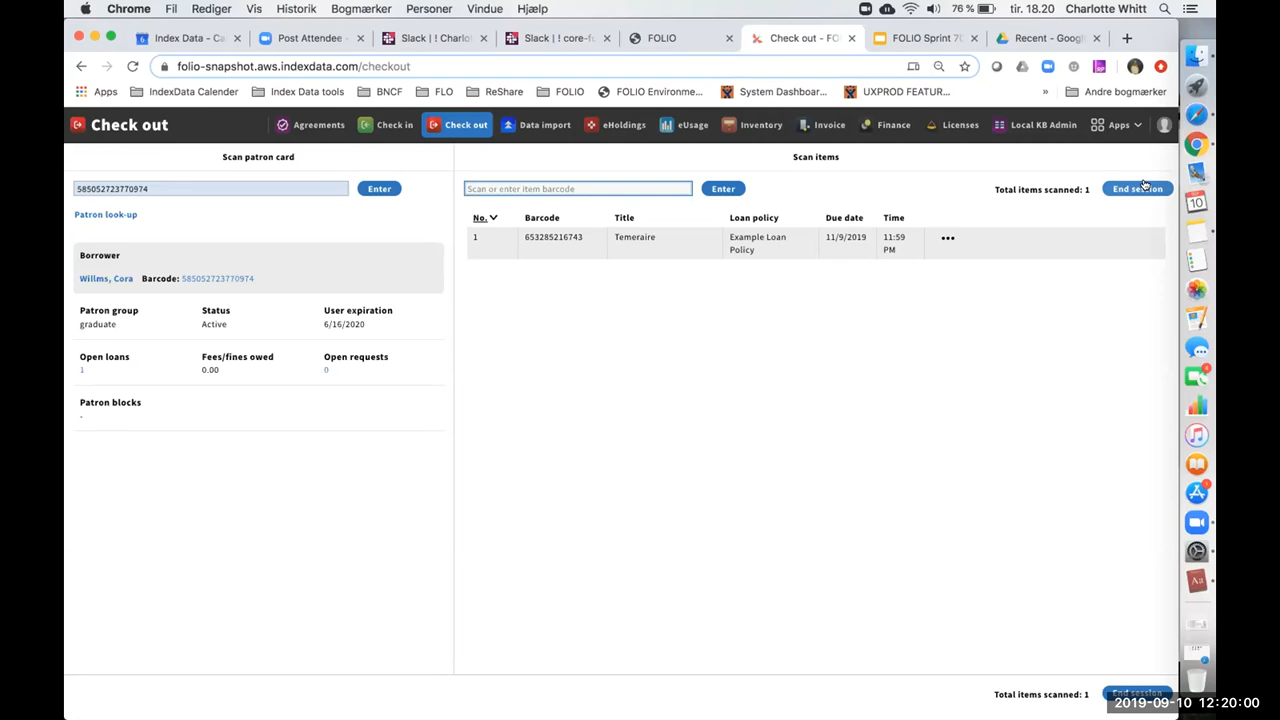 Chrome Fil Rediger Vis Historik Bogmærker Personer Vindue Hjælp 76 % tir. 18.20 Charlotte Whitt
Index Data - Ca Post Attendee - Slack | ! Charlot Slack | ! core-fu FOLIO Check out - FO FOLIO Sprint 70 Recent - Google
folio-snapshot.aws.indexdata.com/checkout
Apps IndexData Calender Index Data tools BNCF FLO ReShare FOLIO FOLIO Environme... System Dashboar... UXPROD FEATUR... » Andre bogmærker
Check out Agreements Check in Check out Data import eHoldings eUsage Inventory Invoice Finance Licenses Local KB Admin Apps
Scan patron card
585052723770974 Enter
Patron look-up
Borrower
Willms, Cora Barcode: 585052723770974
Patron group Status User expiration
graduate Active 6/16/2020
Open loans Fees/fines owed Open requests
1 0.00 0
Patron blocks
-
Scan items
Scan or enter item barcode Enter Total items scanned: 1 End session
No. Barcode Title Loan policy Due date Time
1 653285216743 Temeraire Example Loan 11/9/2019 11:59
Policy PM
Total items scanned: 1 End session
2019-09-10 12:20:00